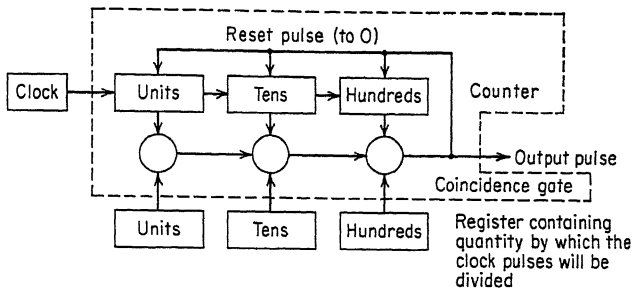 Reset pulse (to 0)
Clock
Units
Tens
Hundreds
Counter
Output pulse
Coincidence gate
Units
Tens
Hundreds
Register containing
quantity by which the
clock pulses will be
divided